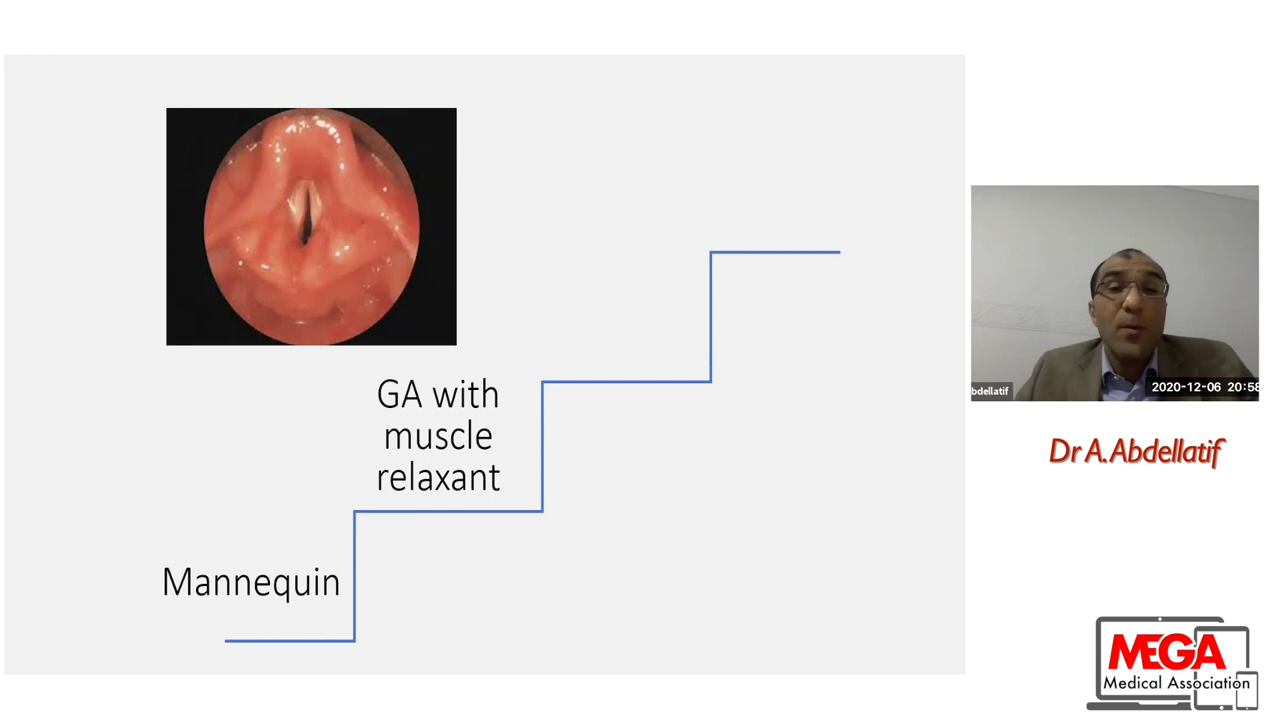 GA with
muscle
relaxant
Mannequin
bdellatif
2020-12-06 20:58
Dr A.Abdellatif
MEGA
Medical Association